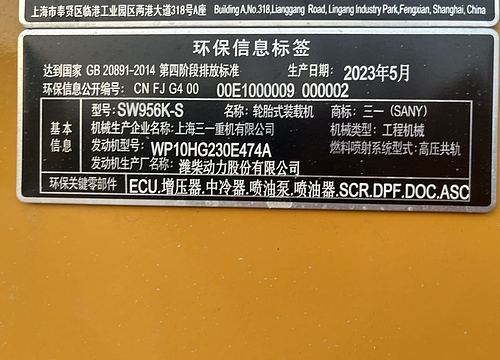 上海市奉贤区临港工业园区两港大道318号A座 Building A,No.318,Lianggang Road, Lingang Industry Park,Fengxian, Shanghai, China
环保信息标签
达到国家 GB 20891-2014 第四阶段排放标准 生产日期: 2023年5月
环保信息公开编号: CN FJ G4 00 00E1000009 000002
基本信息
型号: SW956K-S 名称: 轮胎式装载机 商标: 三一 (SANY)
机械生产企业名称: 上海三一重机有限公司 机械类型: 工程机械
发动机型号: WP10HG230E474A 燃料喷射系统型式: 高压共轨
发动机生产厂名称: 潍柴动力股份有限公司
环保关键零部件 ECU.增压器.中冷器.喷油泵.喷油器.SCR.DPF.DOC.ASC